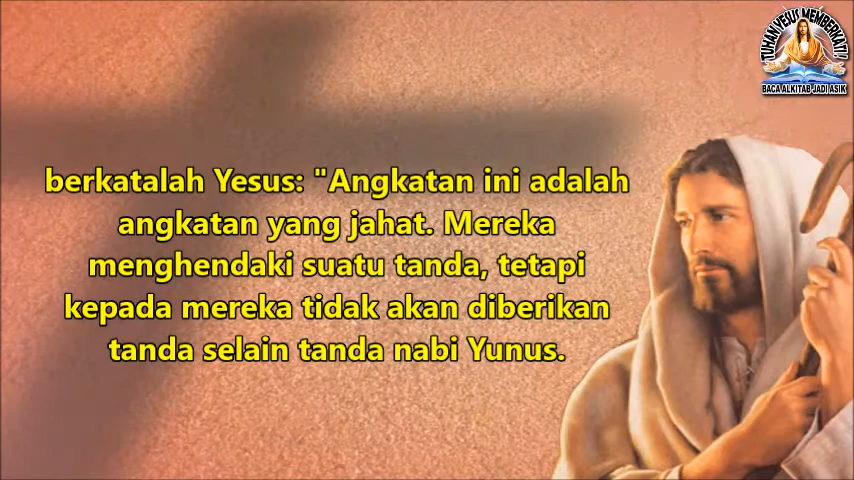 TUHAN YESUS MEMBERKATI!
BACA ALKITAB JADI ASIK
berkatalah Yesus: "Angkatan ini adalah
angkatan yang jahat. Mereka
menghendaki suatu tanda, tetapi
kepada mereka tidak akan diberikan
tanda selain tanda nabi Yunus.